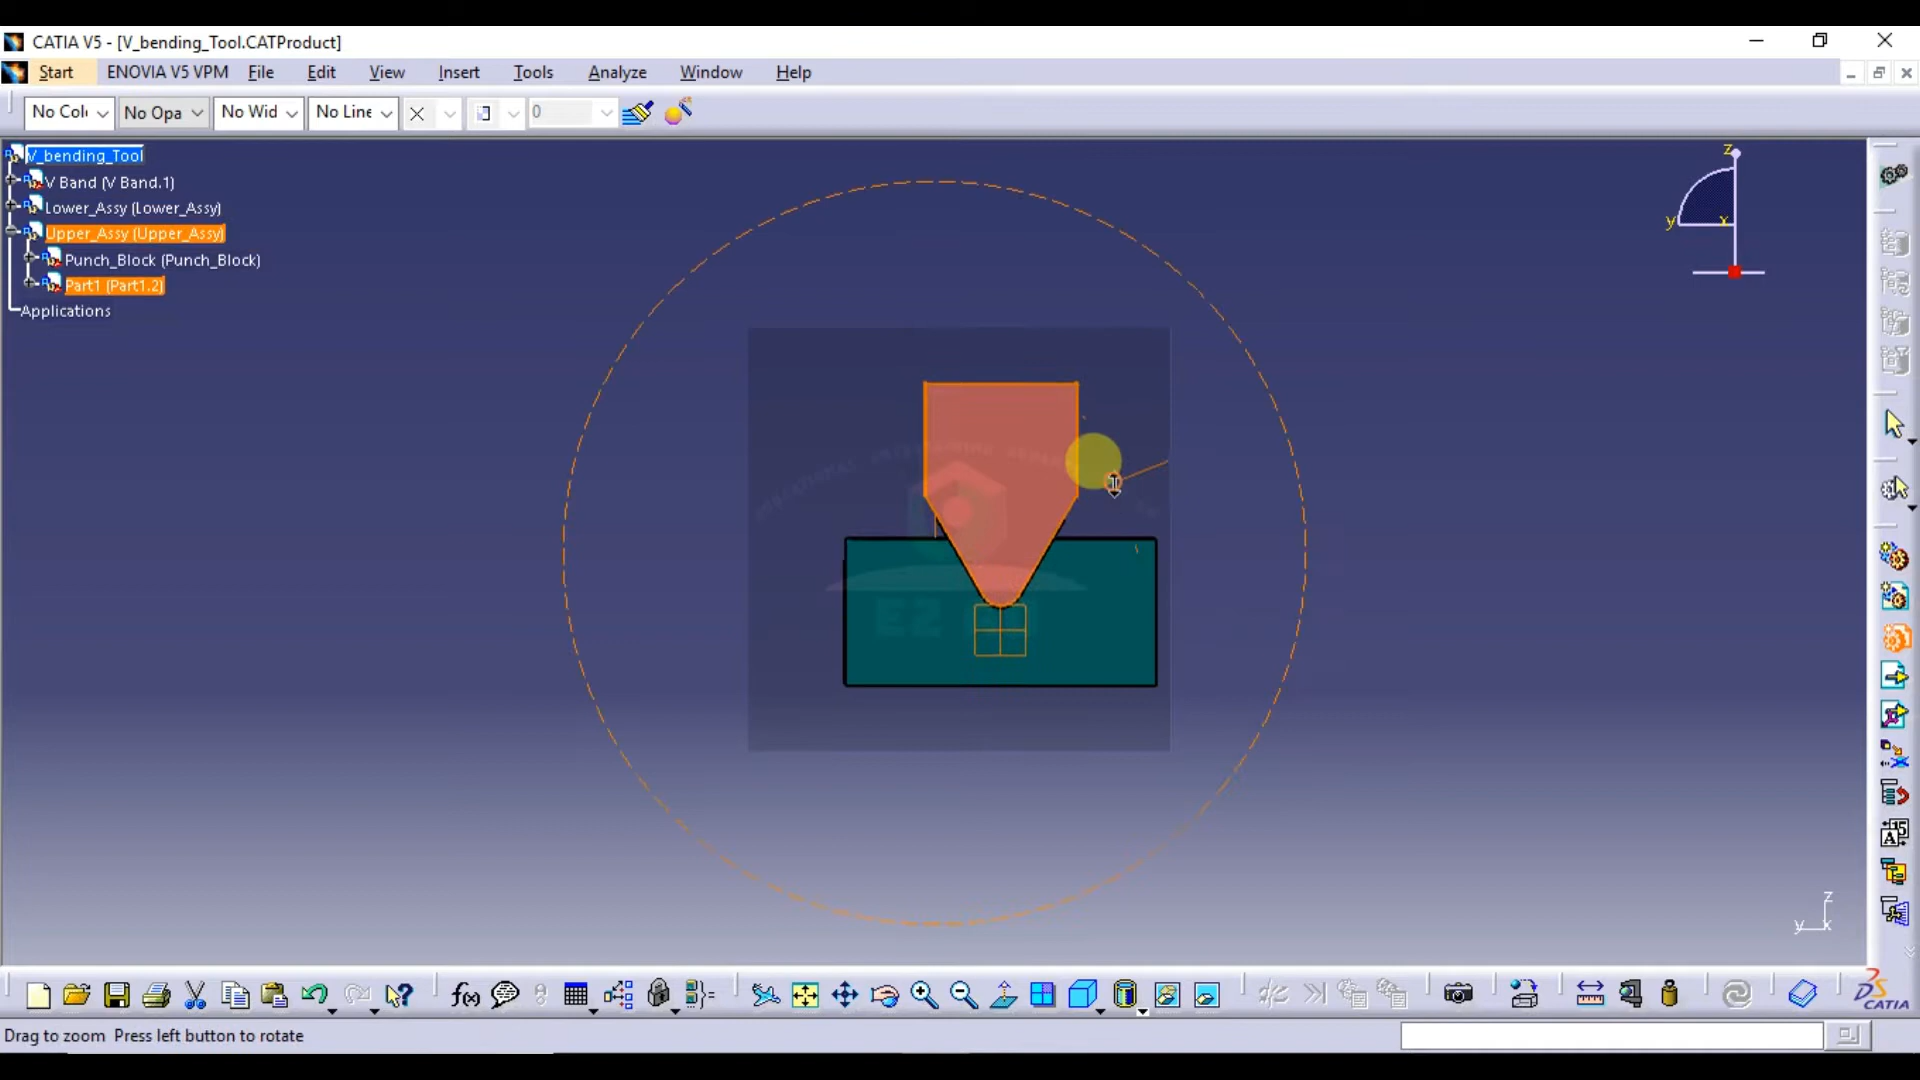 CATIA V5 - [V_bending_Tool.CATProduct]
Start ENOVIA V5 VPM File Edit View Insert Tools Analyze Window Help
No Col No Opa No Wid No Line 0
V_bending_Tool
V Band (V Band.1)
Lower_Assy (Lower_Assy)
Upper_Assy (Upper_Assy)
Punch_Block (Punch_Block)
Part1 (Part1.2)
Applications
z
y x
EZ
z
y x
f(x)
DS CATIA
Drag to zoom Press left button to rotate